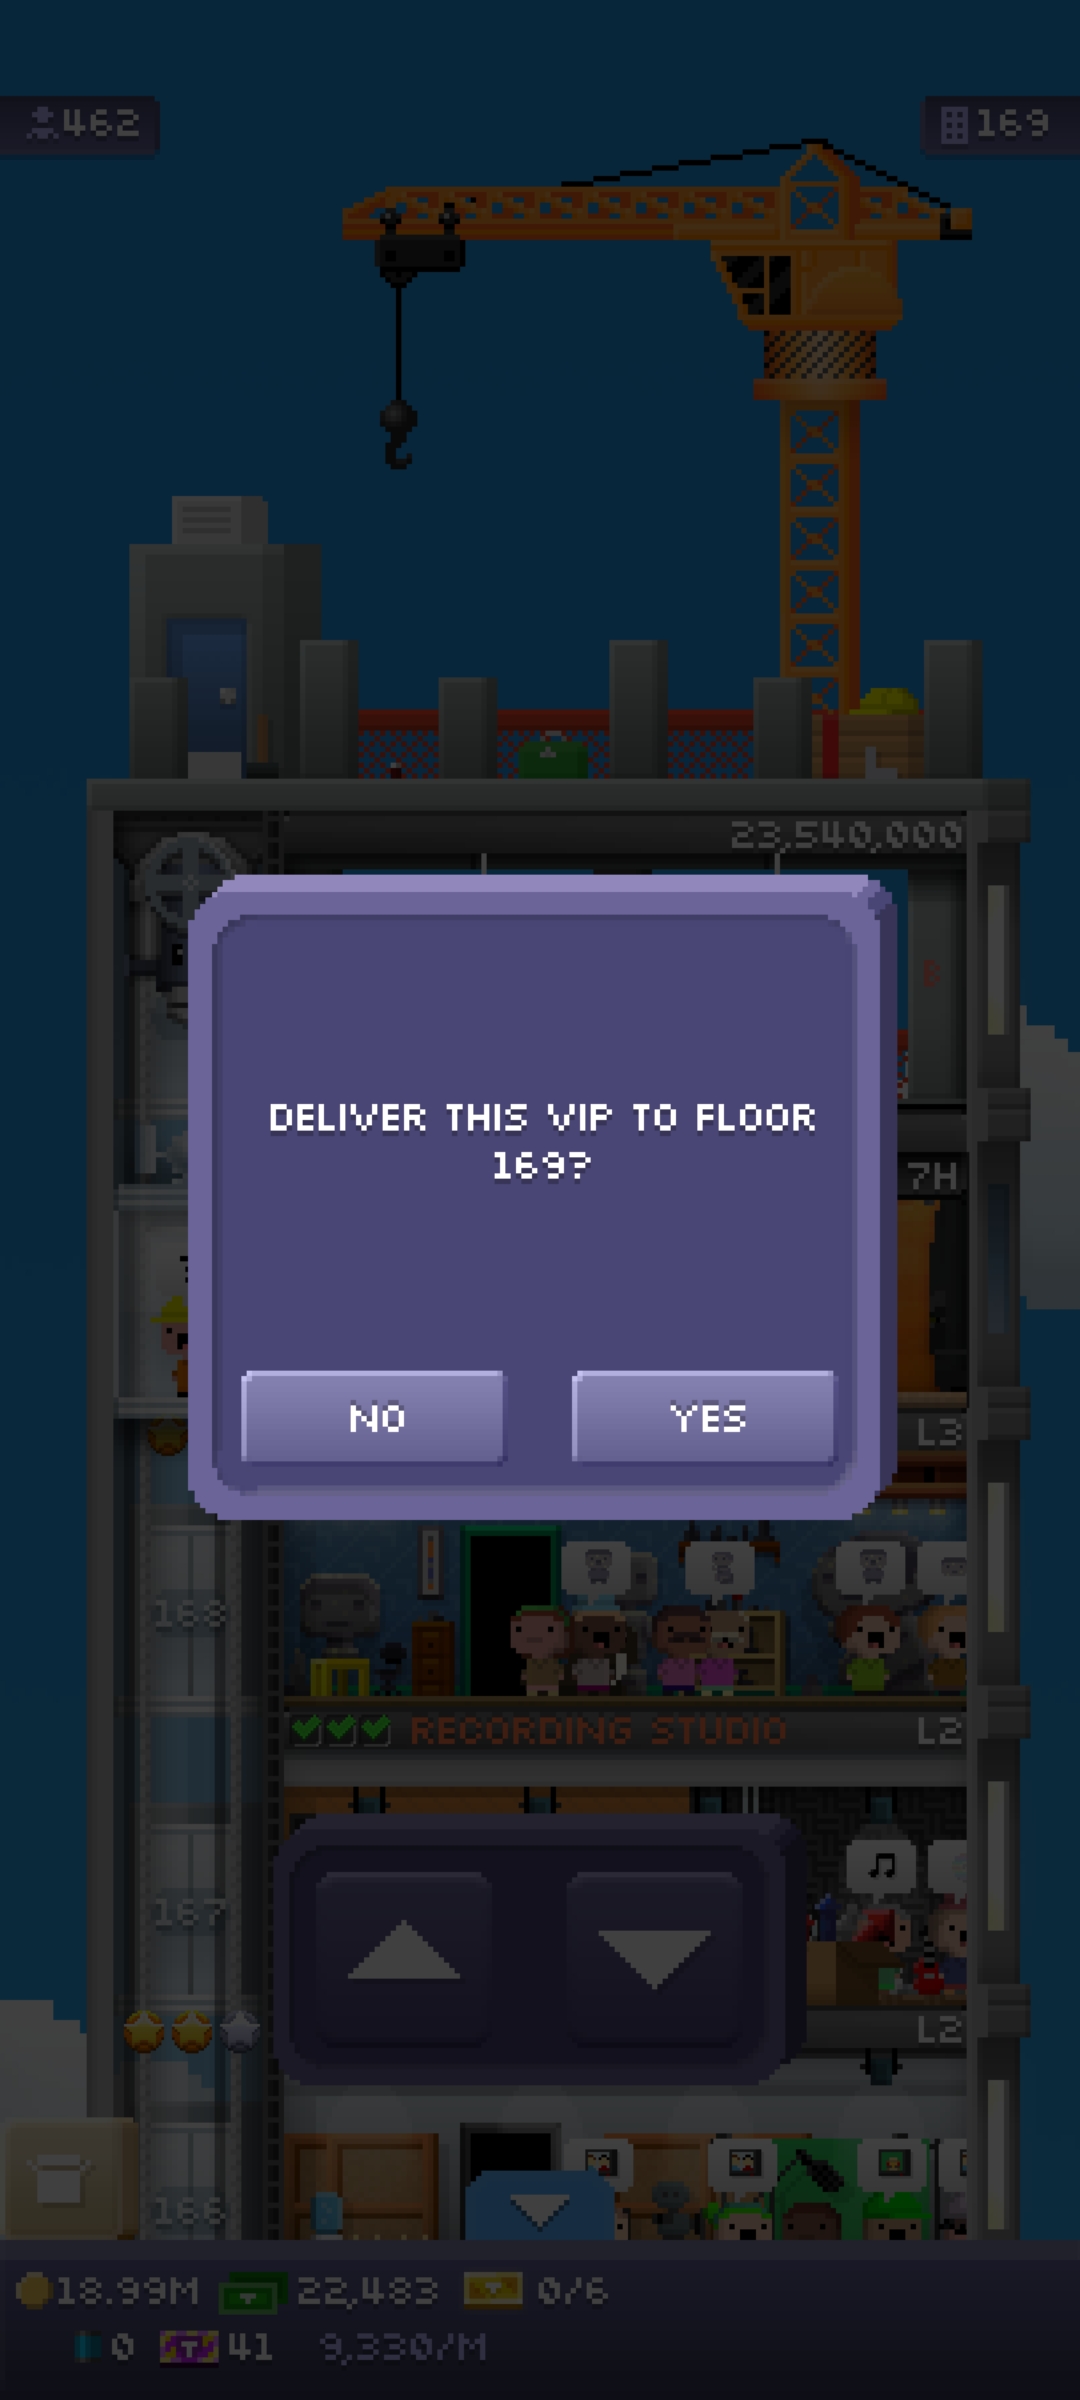 462
169
23,540,000
DELIVER THIS VIP TO FLOOR
169?
7H
NO
YES
L3
168
RECORDING STUDIO
L2
167
L2
166
18.99M
22,483
0/6
0
T
41
9,330/M